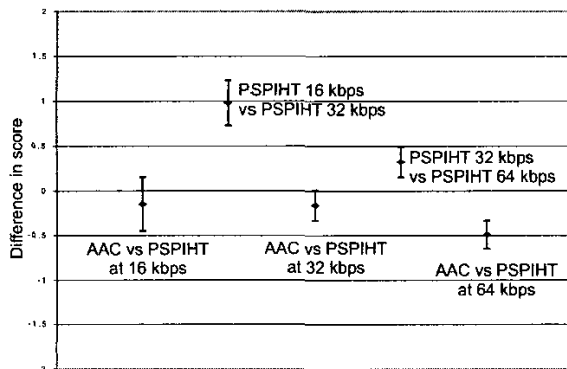 2
1.5
1
0.5
0
-0.5
-1
-1.5
-2
Difference in score
PSPIHT 16 kbps
vs PSPIHT 32 kbps
PSPIHT 32 kbps
vs PSPIHT 64 kbps
AAC vs PSPIHT
at 16 kbps
AAC vs PSPIHT
at 32 kbps
AAC vs PSPIHT
at 64 kbps